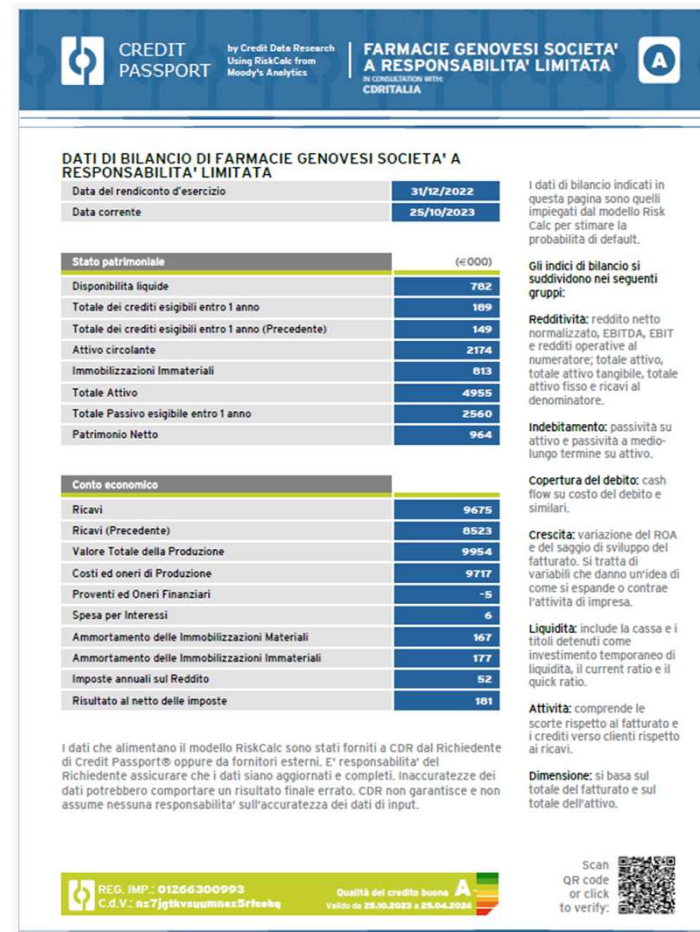 CREDIT
PASSPORT
by Credit Data Research
Using RiskCalc from
Moody's Analytics
FARMACIE GENOVESI SOCIETA'
A RESPONSABILITA' LIMITATA
IN CONSULTATION WITH:
CDRITALIA
A
DATI DI BILANCIO DI FARMACIE GENOVESI SOCIETA' A
RESPONSABILITA' LIMITATA
Data del rendiconto d'esercizio 31/12/2022
Data corrente 25/10/2023
Stato patrimoniale (€000)
Disponibilità liquide 782
Totale dei crediti esigibili entro 1 anno 189
Totale dei crediti esigibili entro 1 anno (Precedente) 149
Attivo circolante 2174
Immobilizzazioni Immateriali 813
Totale Attivo 4955
Totale Passivo esigibile entro 1 anno 2560
Patrimonio Netto 964
Conto economico
Ricavi 9675
Ricavi (Precedente) 8523
Valore Totale della Produzione 9954
Costi ed oneri di Produzione 9717
Proventi ed Oneri Finanziari -5
Spesa per Interessi 6
Ammortamento delle Immobilizzazioni Materiali 167
Ammortamento delle Immobilizzazioni Immateriali 177
Imposte annuali sul Reddito 52
Risultato al netto delle imposte 181
I dati che alimentano il modello RiskCalc sono stati forniti a CDR dal Richiedente
di Credit Passport® oppure da fornitori esterni. E' responsabilita' del
Richiedente assicurare che i dati siano aggiornati e completi. Inaccuratezze dei
dati potrebbero comportare un risultato finale errato. CDR non garantisce e non
assume nessuna responsabilita' sull'accuratezza dei dati di input.
I dati di bilancio indicati in
questa pagina sono quelli
impiegati dal modello Risk
Calc per stimare la
probabilità di default.
Gli indici di bilancio si
suddividono nei seguenti
gruppi:
Redditività: reddito netto
normalizzato, EBITDA, EBIT
e redditi operative al
numeratore; totale attivo,
totale attivo tangibile, totale
attivo fisso e ricavi al
denominatore.
Indebitamento: passività su
attivo e passività a medio-
lungo termine su attivo.
Copertura del debito: cash
flow su costo del debito e
similari.
Crescita: variazione del ROA
e del saggio di sviluppo del
fatturato. Si tratta di
variabili che danno un'idea di
come si espande o contrae
l'attività di impresa.
Liquidità: include la cassa e i
titoli detenuti come
investimento temporaneo di
liquidità, il current ratio e il
quick ratio.
Attività: comprende le
scorte rispetto al fatturato e
i crediti verso clienti rispetto
ai ricavi.
Dimensione: si basa sul
totale del fatturato e sul
totale dell'attivo.
REG. IMP.: 01266300993
C.d.V.:
Qualità del credito buona A
Valido da 25.10.2023 a 25.04.2024
Scan
QR code
or click
to verify: